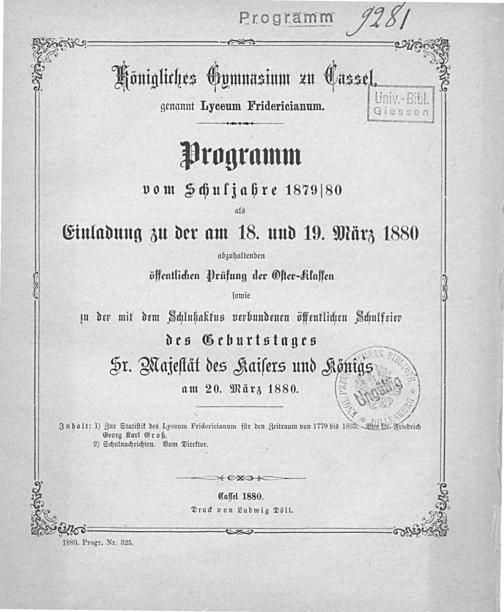 Programm 9281
Königliches Gymnasium zu Cassel,
Univ.-Bibl.
Giessen
genannt Lyceum Fridericianum.
Programm
vom Schuljahre 1879/80
als
Einladung zu der am 18. und 19. März 1880
abzuhaltenden
öffentlichen Prüfung der Oster-Klassen
sowie
zu der mit dem Schlußaktus verbundenen öffentlichen Schulfeier
des Geburtstages
Sr. Majestät des Kaisers und Königs
am 20. März 1880.
Ungültig
Inhalt: 1) Zur Statistik des Lyceum Fridericianum für den Zeitraum von 1779 bis 1835. Von Dr. Friedrich
Georg Karl Groß.
2) Schulnachrichten. Vom Direktor.
Cassel 1880.
Druck von Ludwig Döll.
1880. Progr. Nr. 325.